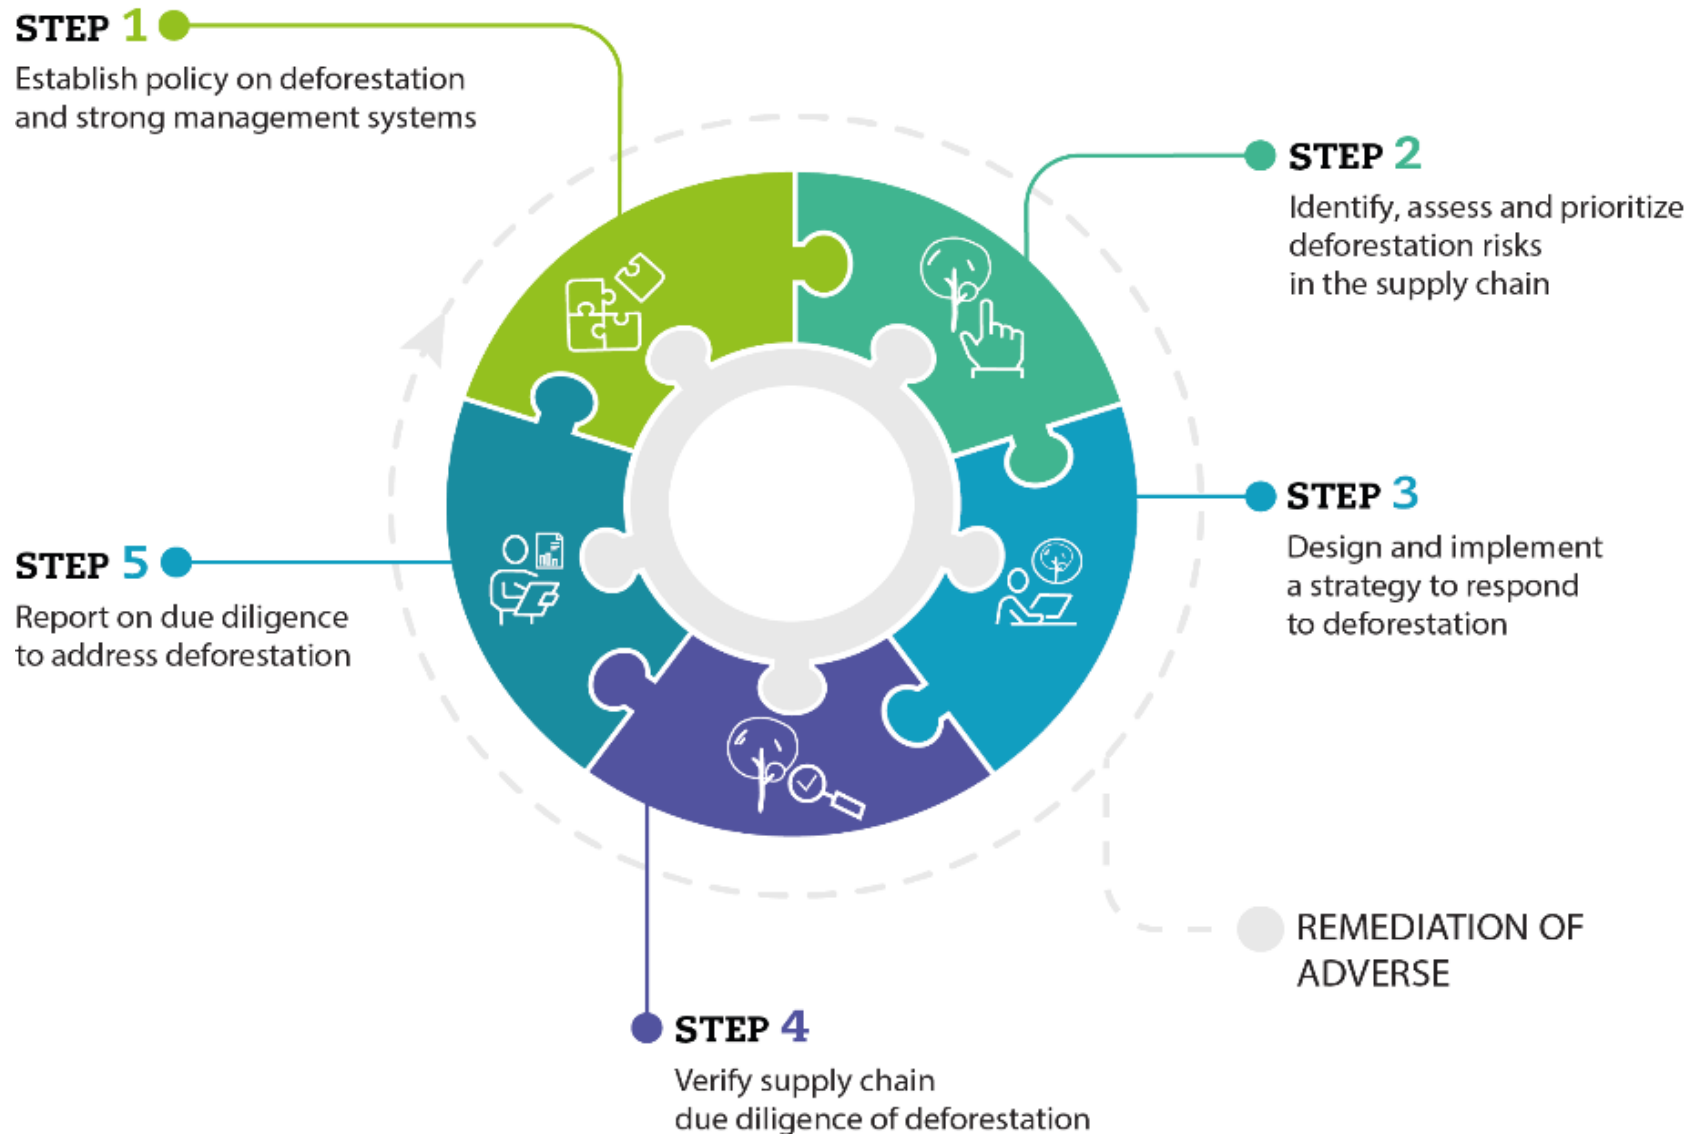 STEP 1
Establish policy on deforestation
and strong management systems
STEP 2
Identify, assess and prioritize
deforestation risks
in the supply chain
STEP 3
Design and implement
a strategy to respond
to deforestation
STEP 5
Report on due diligence
to address deforestation
REMEDIATION OF
ADVERSE
STEP 4
Verify supply chain
due diligence of deforestation